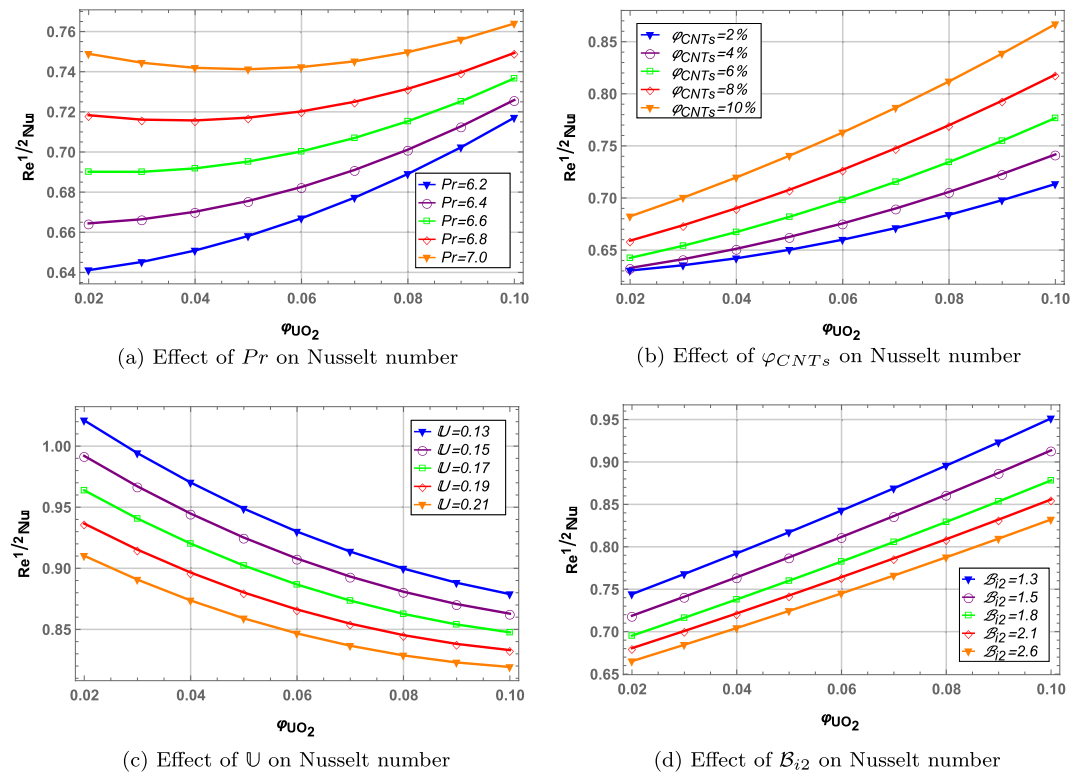 0.76
0.74
0.72
0.70
0.68
0.66
0.64
Re1/2Nu
Pr=6.2
Pr=6.4
Pr=6.6
Pr=6.8
Pr=7.0
0.02 0.04 0.06 0.08 0.10
φUO2
(a) Effect of Pr on Nusselt number
0.85
0.80
0.75
0.70
0.65
Re1/2Nu
φCNTs=2%
φCNTs=4%
φCNTs=6%
φCNTs=8%
φCNTs=10%
0.02 0.04 0.06 0.08 0.10
φUO2
(b) Effect of φCNTs on Nusselt number
1.00
0.95
0.90
0.85
Re1/2Nu
𝕌=0.13
𝕌=0.15
𝕌=0.17
𝕌=0.19
𝕌=0.21
0.02 0.04 0.06 0.08 0.10
φUO2
(c) Effect of 𝕌 on Nusselt number
0.95
0.90
0.85
0.80
0.75
0.70
0.65
Re1/2Nu
ℬi2=1.3
ℬi2=1.5
ℬi2=1.8
ℬi2=2.1
ℬi2=2.6
0.02 0.04 0.06 0.08 0.10
φUO2
(d) Effect of ℬi2 on Nusselt number